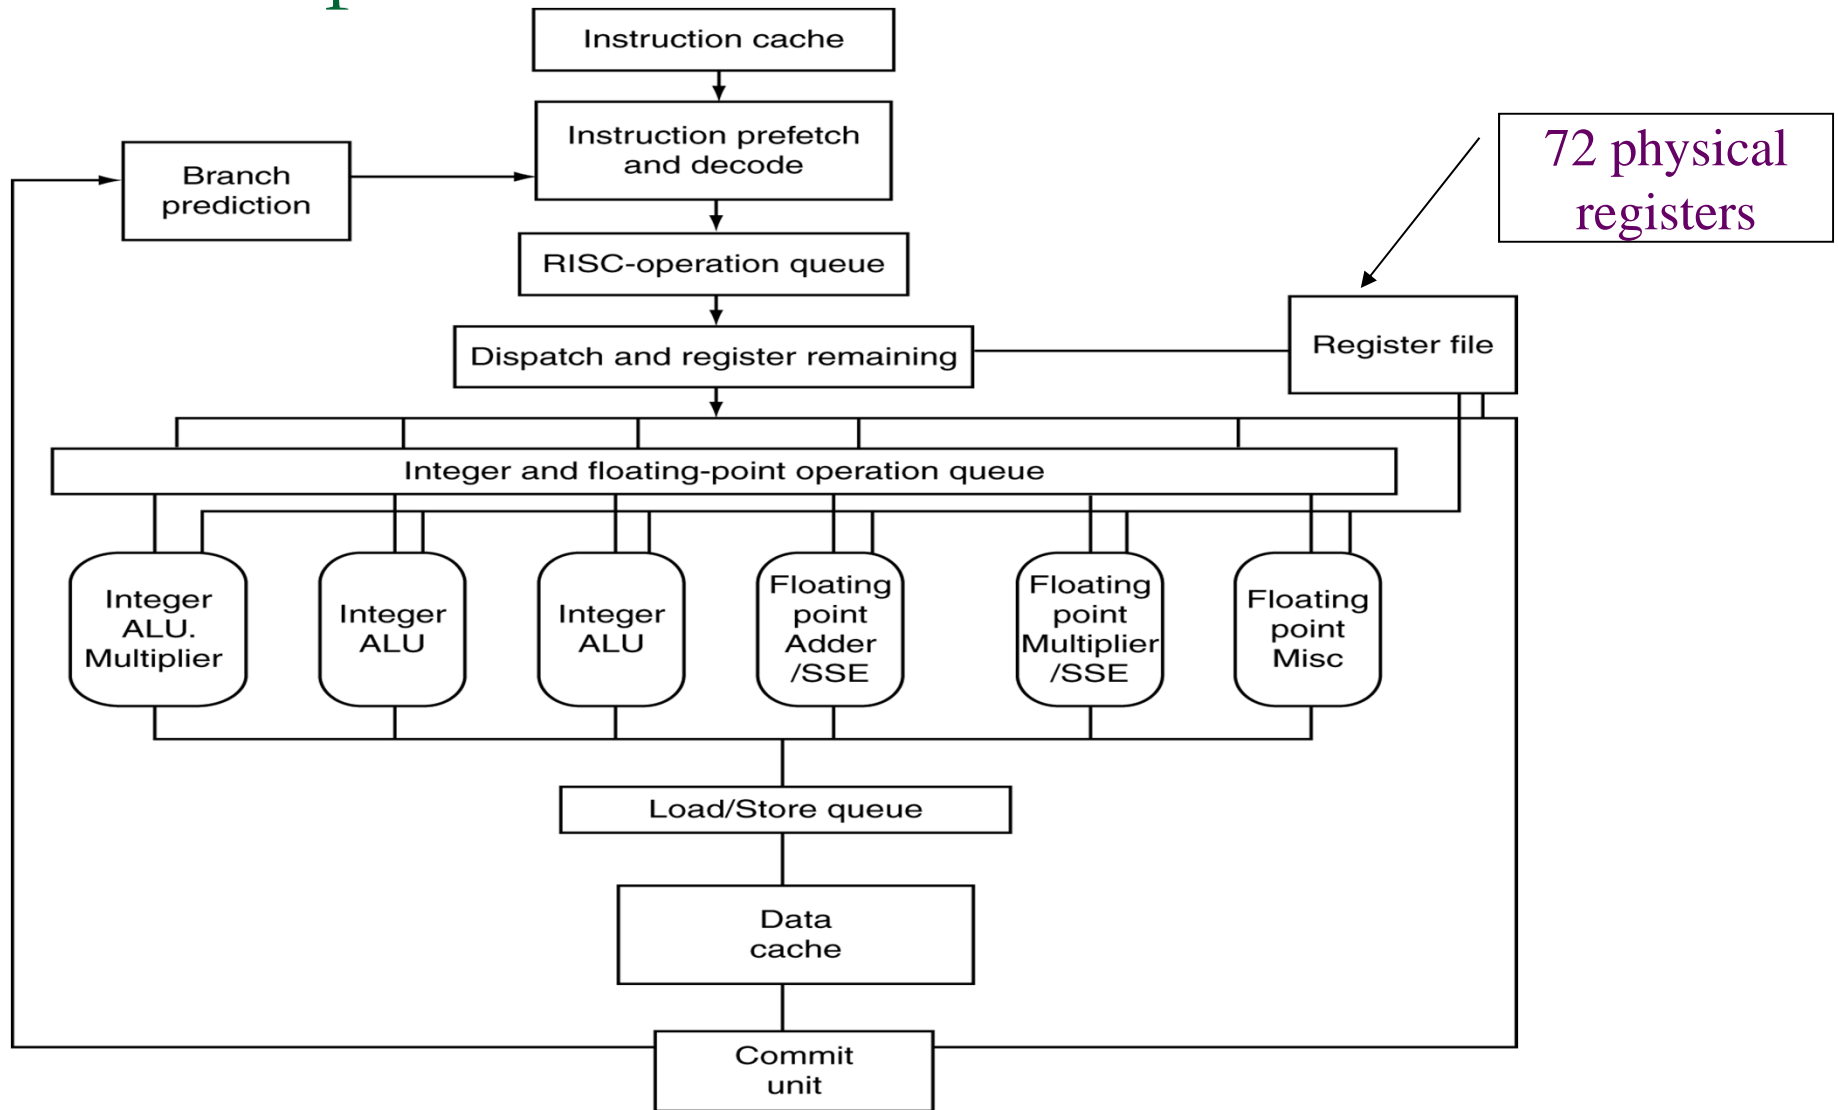 Instruction cache
Instruction prefetch
and decode
72 physical
registers
Branch
prediction
RISC-operation queue
Dispatch and register remaining
Register file
Integer and floating-point operation queue
Integer
ALU.
Multiplier
Integer
ALU
Integer
ALU
Floating
point
Adder
/SSE
Floating
point
Multiplier
/SSE
Floating
point
Misc
Load/Store queue
Data
cache
Commit
unit